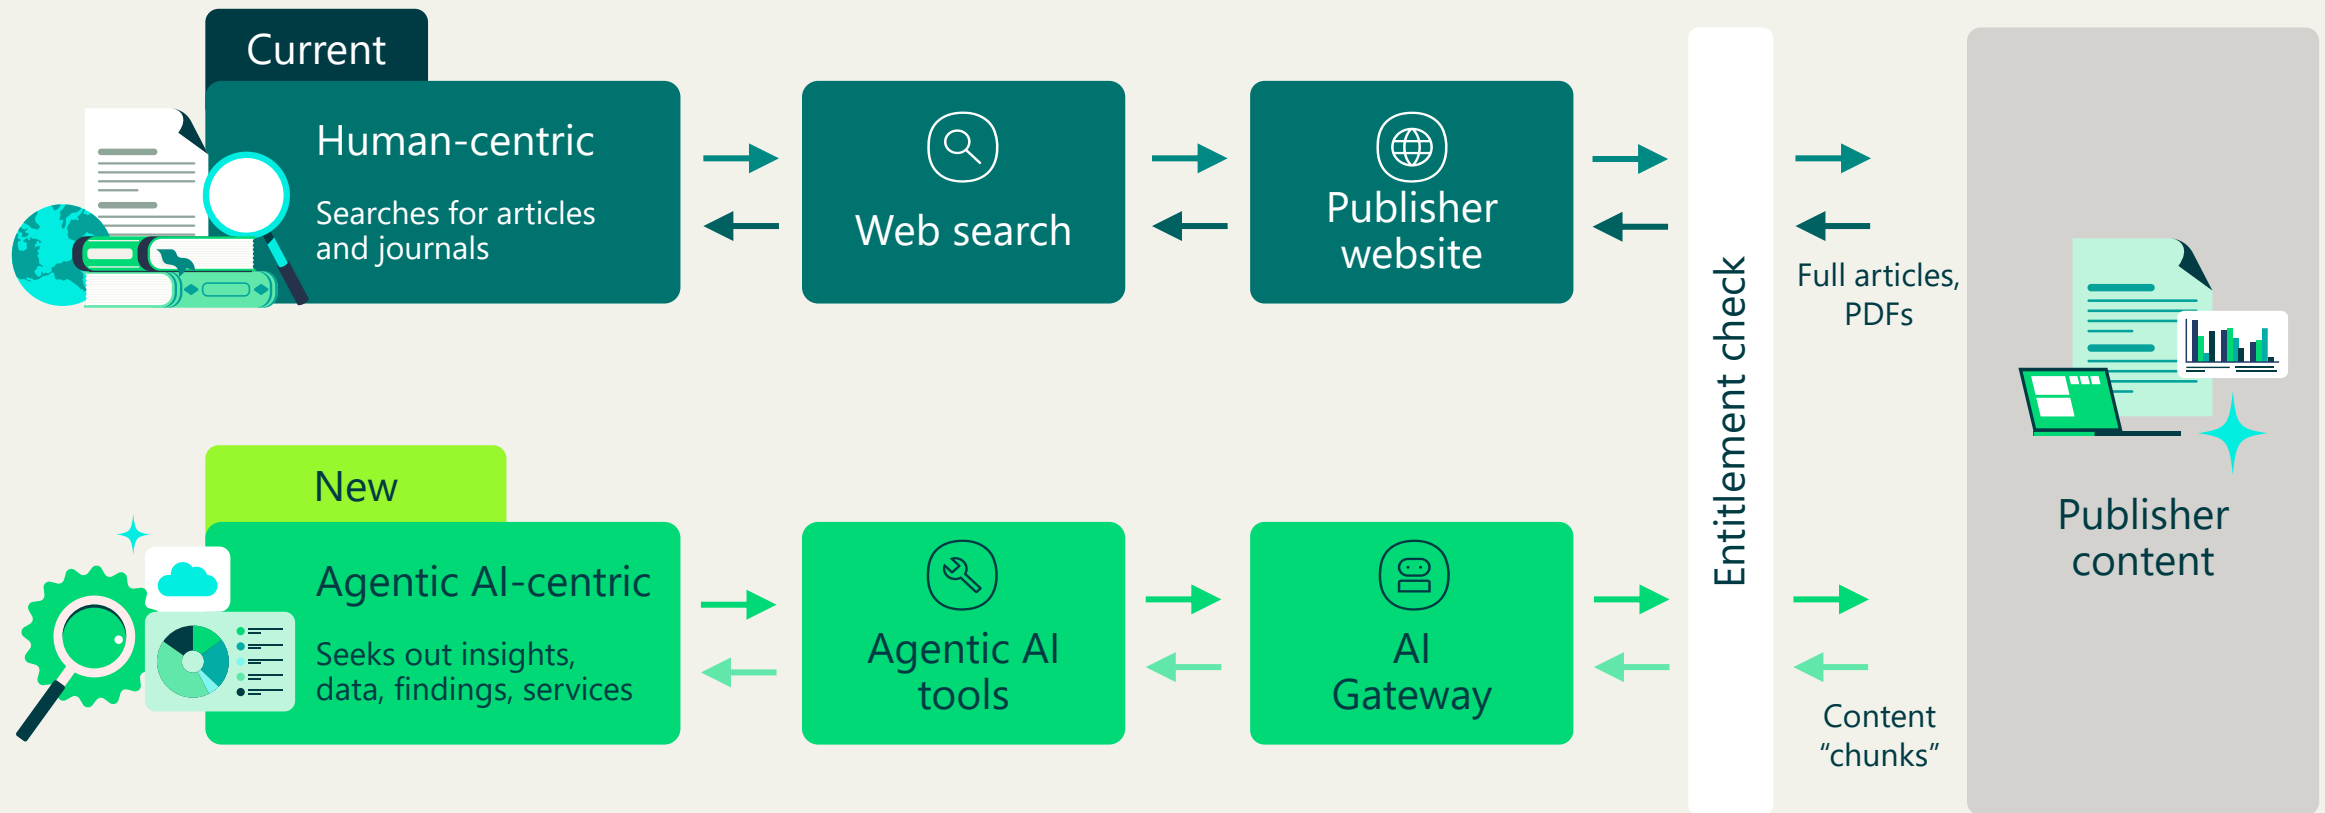 Current
Human-centric
Searches for articles
and journals
Web search
Publisher
website
Entitlement check
Full articles,
PDFs
Publisher
content
New
Agentic AI-centric
Seeks out insights,
data, findings, services
Agentic AI
tools
AI
Gateway
Content
“chunks”